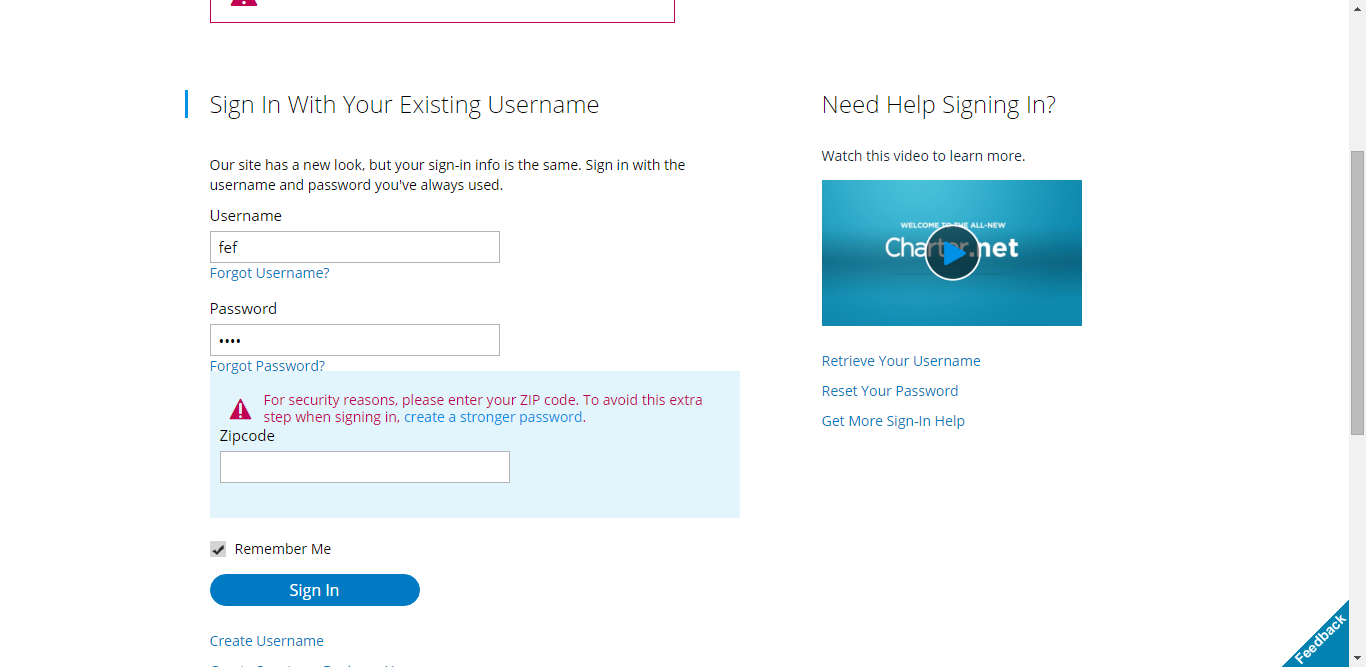 Sign In With Your Existing Username
Our site has a new look, but your sign-in info is the same. Sign in with the
username and password you've always used.
Username
fef
Forgot Username?
Password
••••
Forgot Password?
For security reasons, please enter your ZIP code. To avoid this extra
step when signing in, create a stronger password.
Zipcode
Remember Me
Sign In
Create Username
Need Help Signing In?
Watch this video to learn more.
WELCOME TO THE ALL-NEW
Charter.net
Retrieve Your Username
Reset Your Password
Get More Sign-In Help
Feedback